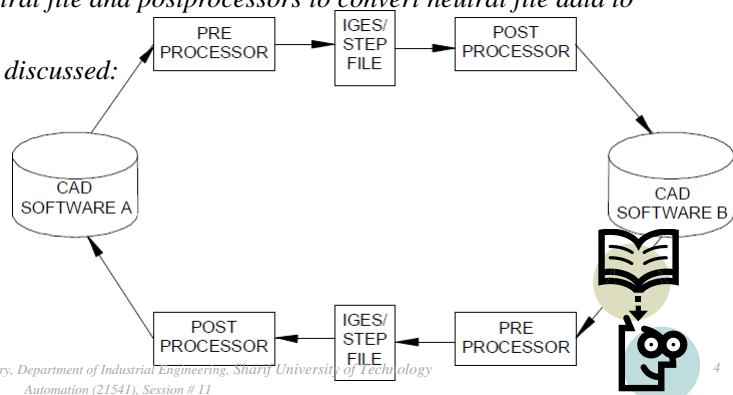 tral file and postprocessors to convert neutral file data to
discussed:
PRE
PROCESSOR
IGES/
STEP
FILE
POST
PROCESSOR
CAD
SOFTWARE A
CAD
SOFTWARE B
POST
PROCESSOR
IGES/
STEP
FILE
PRE
PROCESSOR
ry, Department of Industrial Engineering, Sharif University of Technology
4
Automation (21541), Session # 11